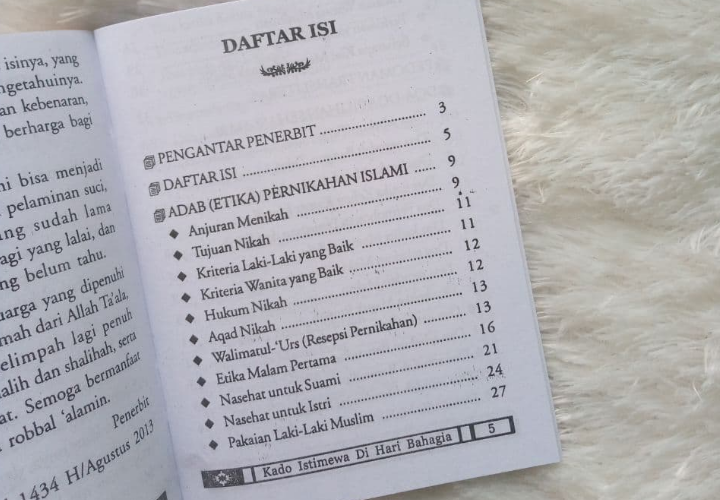 isinya, yang
ngetahuinya.
an kebenaran,
berharga bagi
ni bisa menjadi
pelaminan suci,
ng sudah lama
agi yang lalai, dan
ng belum tahu.
uarga yang dipenuhi
mah dari Allah Ta'ala,
elimpah lagi penuh
alih dan shalihah, serta
at. Semoga bermanfaat
robbal 'alamin.
Penerbit
1434 H/Agustus 2013
DAFTAR ISI
PENGANTAR PENERBIT .................... 3
DAFTAR ISI .................... 5
ADAB (ETIKA) PERNIKAHAN ISLAMI ..... 9
◆ Anjuran Menikah .................... 9
◆ Tujuan Nikah .................... 11
◆ Kriteria Laki-Laki yang Baik .................... 11
◆ Kriteria Wanita yang Baik .................... 12
◆ Hukum Nikah .................... 12
◆ Aqad Nikah .................... 13
◆ Walimatul-'Urs (Resepsi Pernikahan) .......... 13
◆ Etika Malam Pertama .................... 16
◆ Nasehat untuk Suami .................... 21
◆ Nasehat untuk Istri .................... 24
◆ Pakaian Laki-Laki Muslim .................... 27
Kado Istimewa Di Hari Bahagia 5